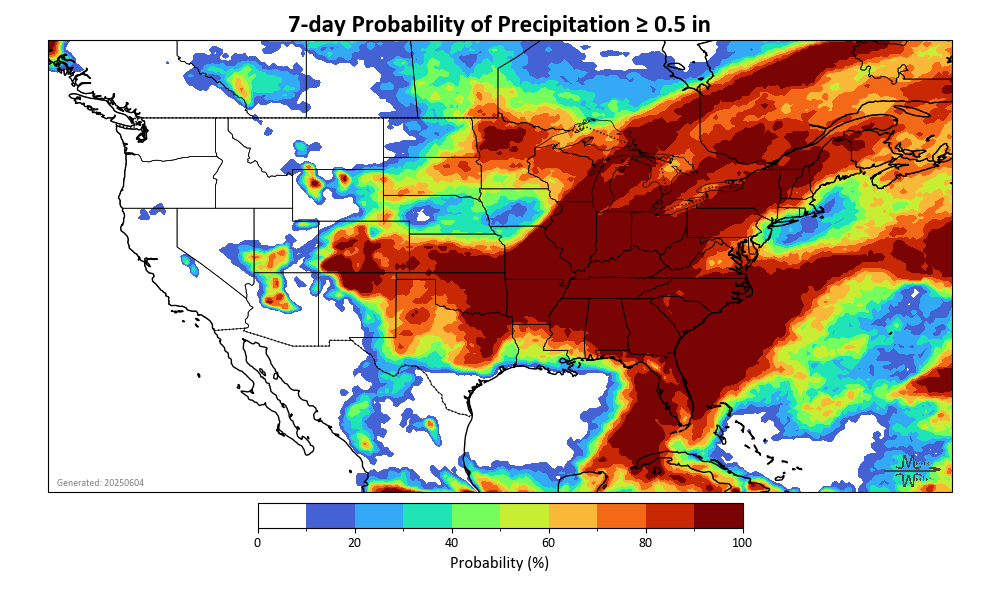 7-day Probability of Precipitation ≥ 0.5 in
Generated: 20250604
0 20 40 60 80 100
Probability (%)